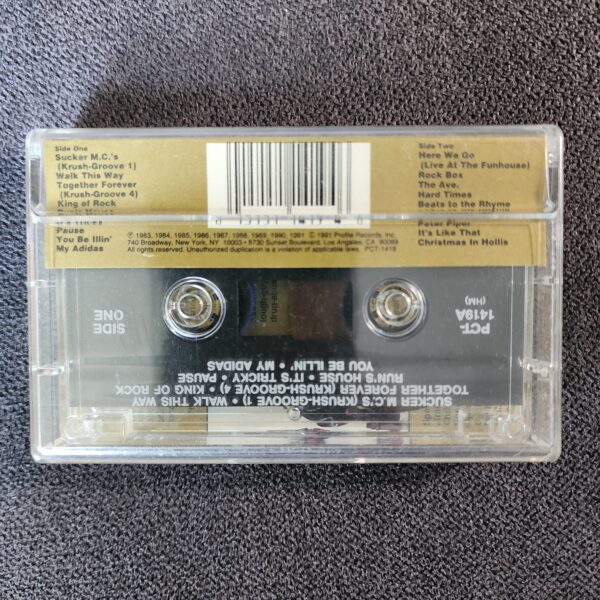 Side One
Sucker M.C.'s
(Krush-Groove 1)
Walk This Way
Together Forever
(Krush-Groove 4)
King of Rock
Run's House
It's Tricky
Pause
You Be Illin'
My Adidas
Side Two
Here We Go
(Live At The Funhouse)
Rock Box
The Ave.
Hard Times
Beats to the Rhyme
Peter Piper
It's Like That
Christmas In Hollis
℗ 1983, 1984, 1985, 1986, 1987, 1988, 1989, 1990, 1991 © 1991 Profile Records, Inc.
740 Broadway, New York, NY 10003 • 6730 Sunset Boulevard, Los Angeles, CA 90069
All rights reserved. Unauthorized duplication is a violation of applicable laws. PCT-1419
SUCKER M.C.'S (KRUSH-GROOVE 1) • WALK THIS WAY
TOGETHER FOREVER (KRUSH-GROOVE 4) • KING OF ROCK
RUN'S HOUSE • IT'S TRICKY • PAUSE
YOU BE ILLIN' • MY ADIDAS
PCT-
1419A
(HM)
SIDE
ONE